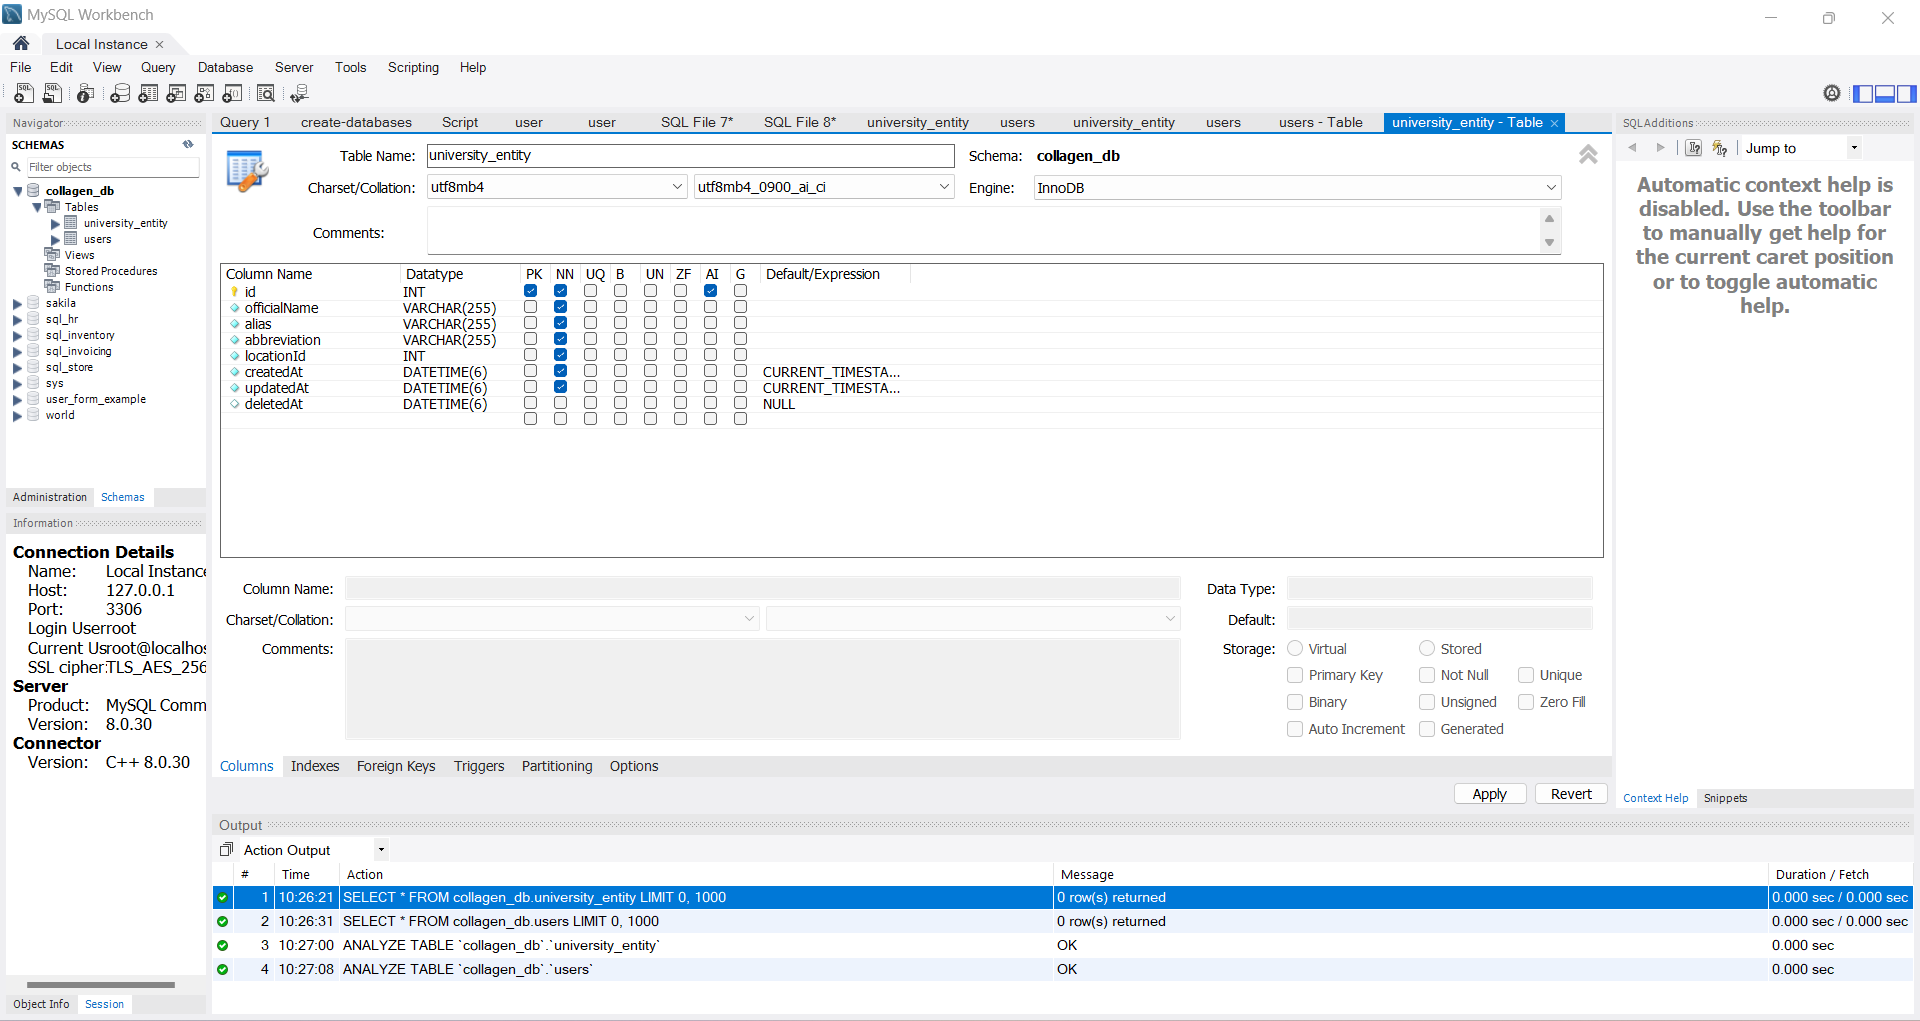 MySQL Workbench
Local Instance
File Edit View Query Database Server Tools Scripting Help
Navigator
SCHEMAS
Filter objects
collagen_db
Tables
university_entity
users
Views
Stored Procedures
Functions
sakila
sql_hr
sql_inventory
sql_invoicing
sql_store
sys
user_form_example
world
Administration Schemas
Information
Connection Details
Name: Local Instance
Host: 127.0.0.1
Port: 3306
Login User root
Current Us root@localhos
SSL cipher: TLS_AES_256
Server
Product: MySQL Comm
Version: 8.0.30
Connector
Version: C++ 8.0.30
Object Info Session
Query 1 create-databases Script user user SQL File 7* SQL File 8* university_entity users university_entity users users - Table university_entity - Table
Table Name: university_entity Schema: collagen_db
Charset/Collation: utf8mb4 utf8mb4_0900_ai_ci Engine: InnoDB
Comments:
Column Name Datatype PK NN UQ B UN ZF AI G Default/Expression
id INT
officialName VARCHAR(255)
alias VARCHAR(255)
abbreviation VARCHAR(255)
locationId INT
createdAt DATETIME(6) CURRENT_TIMESTA...
updatedAt DATETIME(6) CURRENT_TIMESTA...
deletedAt DATETIME(6) NULL
Column Name: Data Type:
Charset/Collation: Default:
Comments: Storage: Virtual Stored
Primary Key Not Null Unique
Binary Unsigned Zero Fill
Auto Increment Generated
Columns Indexes Foreign Keys Triggers Partitioning Options
Apply Revert
Output
Action Output
# Time Action Message Duration / Fetch
1 10:26:21 SELECT * FROM collagen_db.university_entity LIMIT 0, 1000 0 row(s) returned 0.000 sec / 0.000 sec
2 10:26:31 SELECT * FROM collagen_db.users LIMIT 0, 1000 0 row(s) returned 0.000 sec / 0.000 sec
3 10:27:00 ANALYZE TABLE `collagen_db`.`university_entity` OK 0.000 sec
4 10:27:08 ANALYZE TABLE `collagen_db`.`users` OK 0.000 sec
SQLAdditions
Jump to
Automatic context help is
disabled. Use the toolbar
to manually get help for
the current caret position
or to toggle automatic
help.
Context Help Snippets